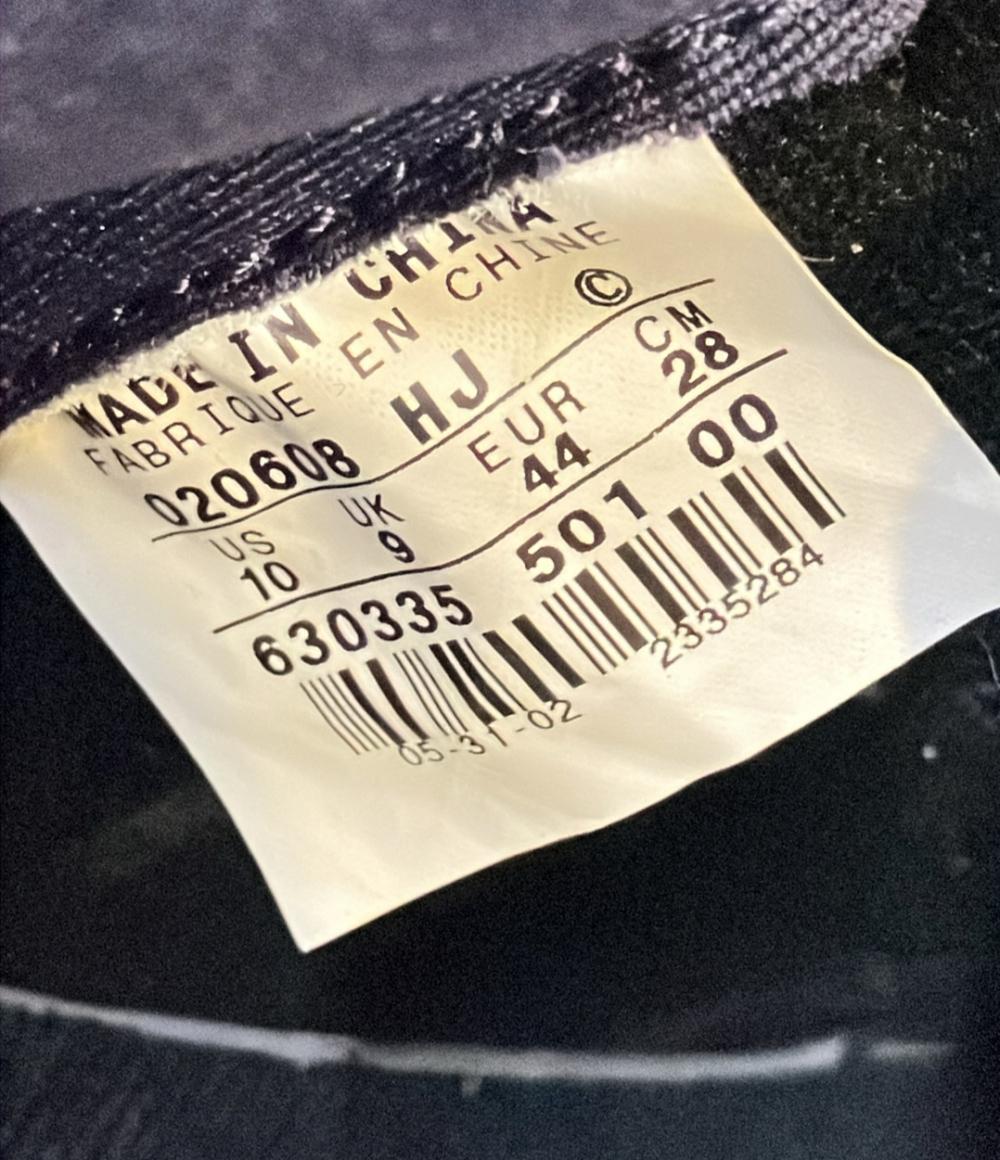 MADE IN CHINA
FABRIQUE EN CHINE
020608 HJ ©
US UK EUR CM
10 9 44 28
630335 501 00
05-31-02 2335284